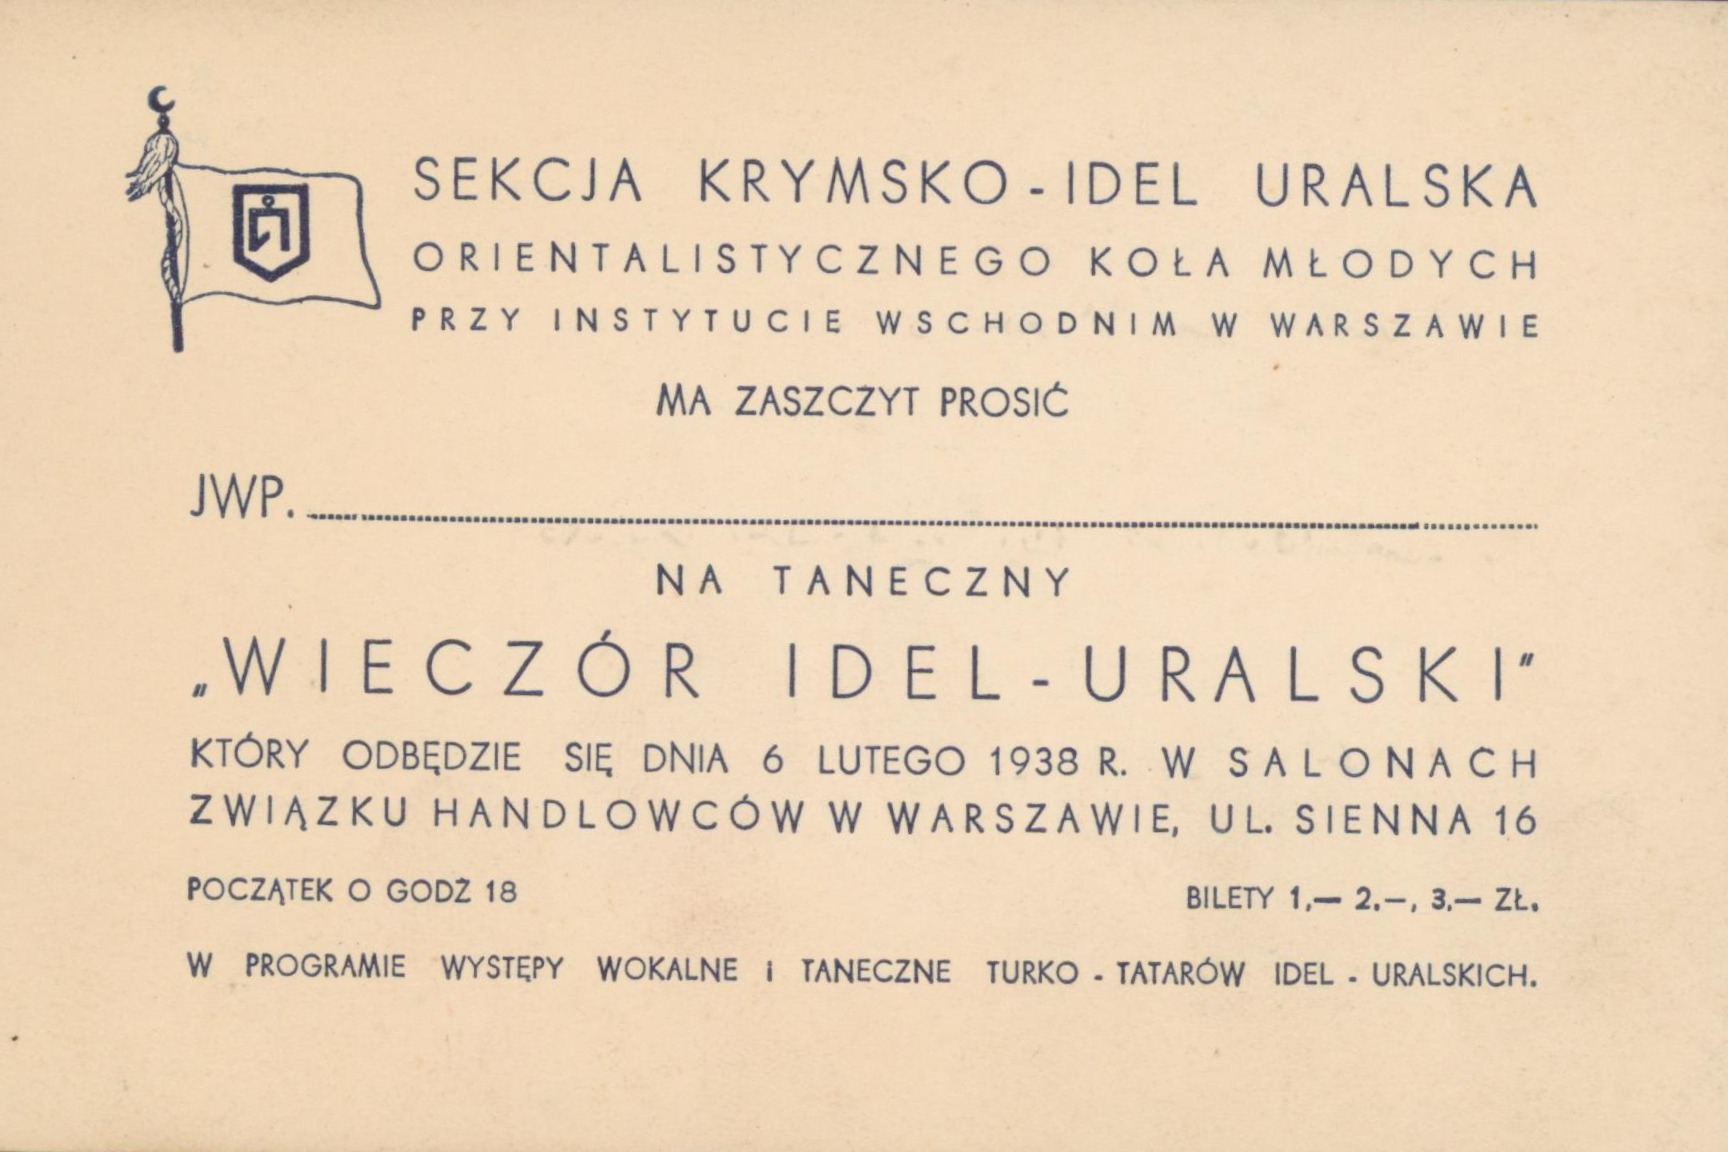 SEKCJA KRYMSKO-IDEL URALSKA
ORIENTALISTYCZNEGO KOŁA MŁODYCH
PRZY INSTYTUCIE WSCHODNIM W WARSZAWIE
MA ZASZCZYT PROSIĆ
JWP.
NA TANECZNY
„WIECZÓR IDEL-URALSKI"
KTÓRY ODBĘDZIE SIĘ DNIA 6 LUTEGO 1938 R. W SALONACH
ZWIĄZKU HANDLOWCÓW W WARSZAWIE, UL. SIENNA 16
POCZĄTEK O GODŻ 18
BILETY 1,— 2.—, 3.— ZŁ.
W PROGRAMIE WYSTĘPY WOKALNE i TANECZNE TURKO - TATARÓW IDEL - URALSKICH.